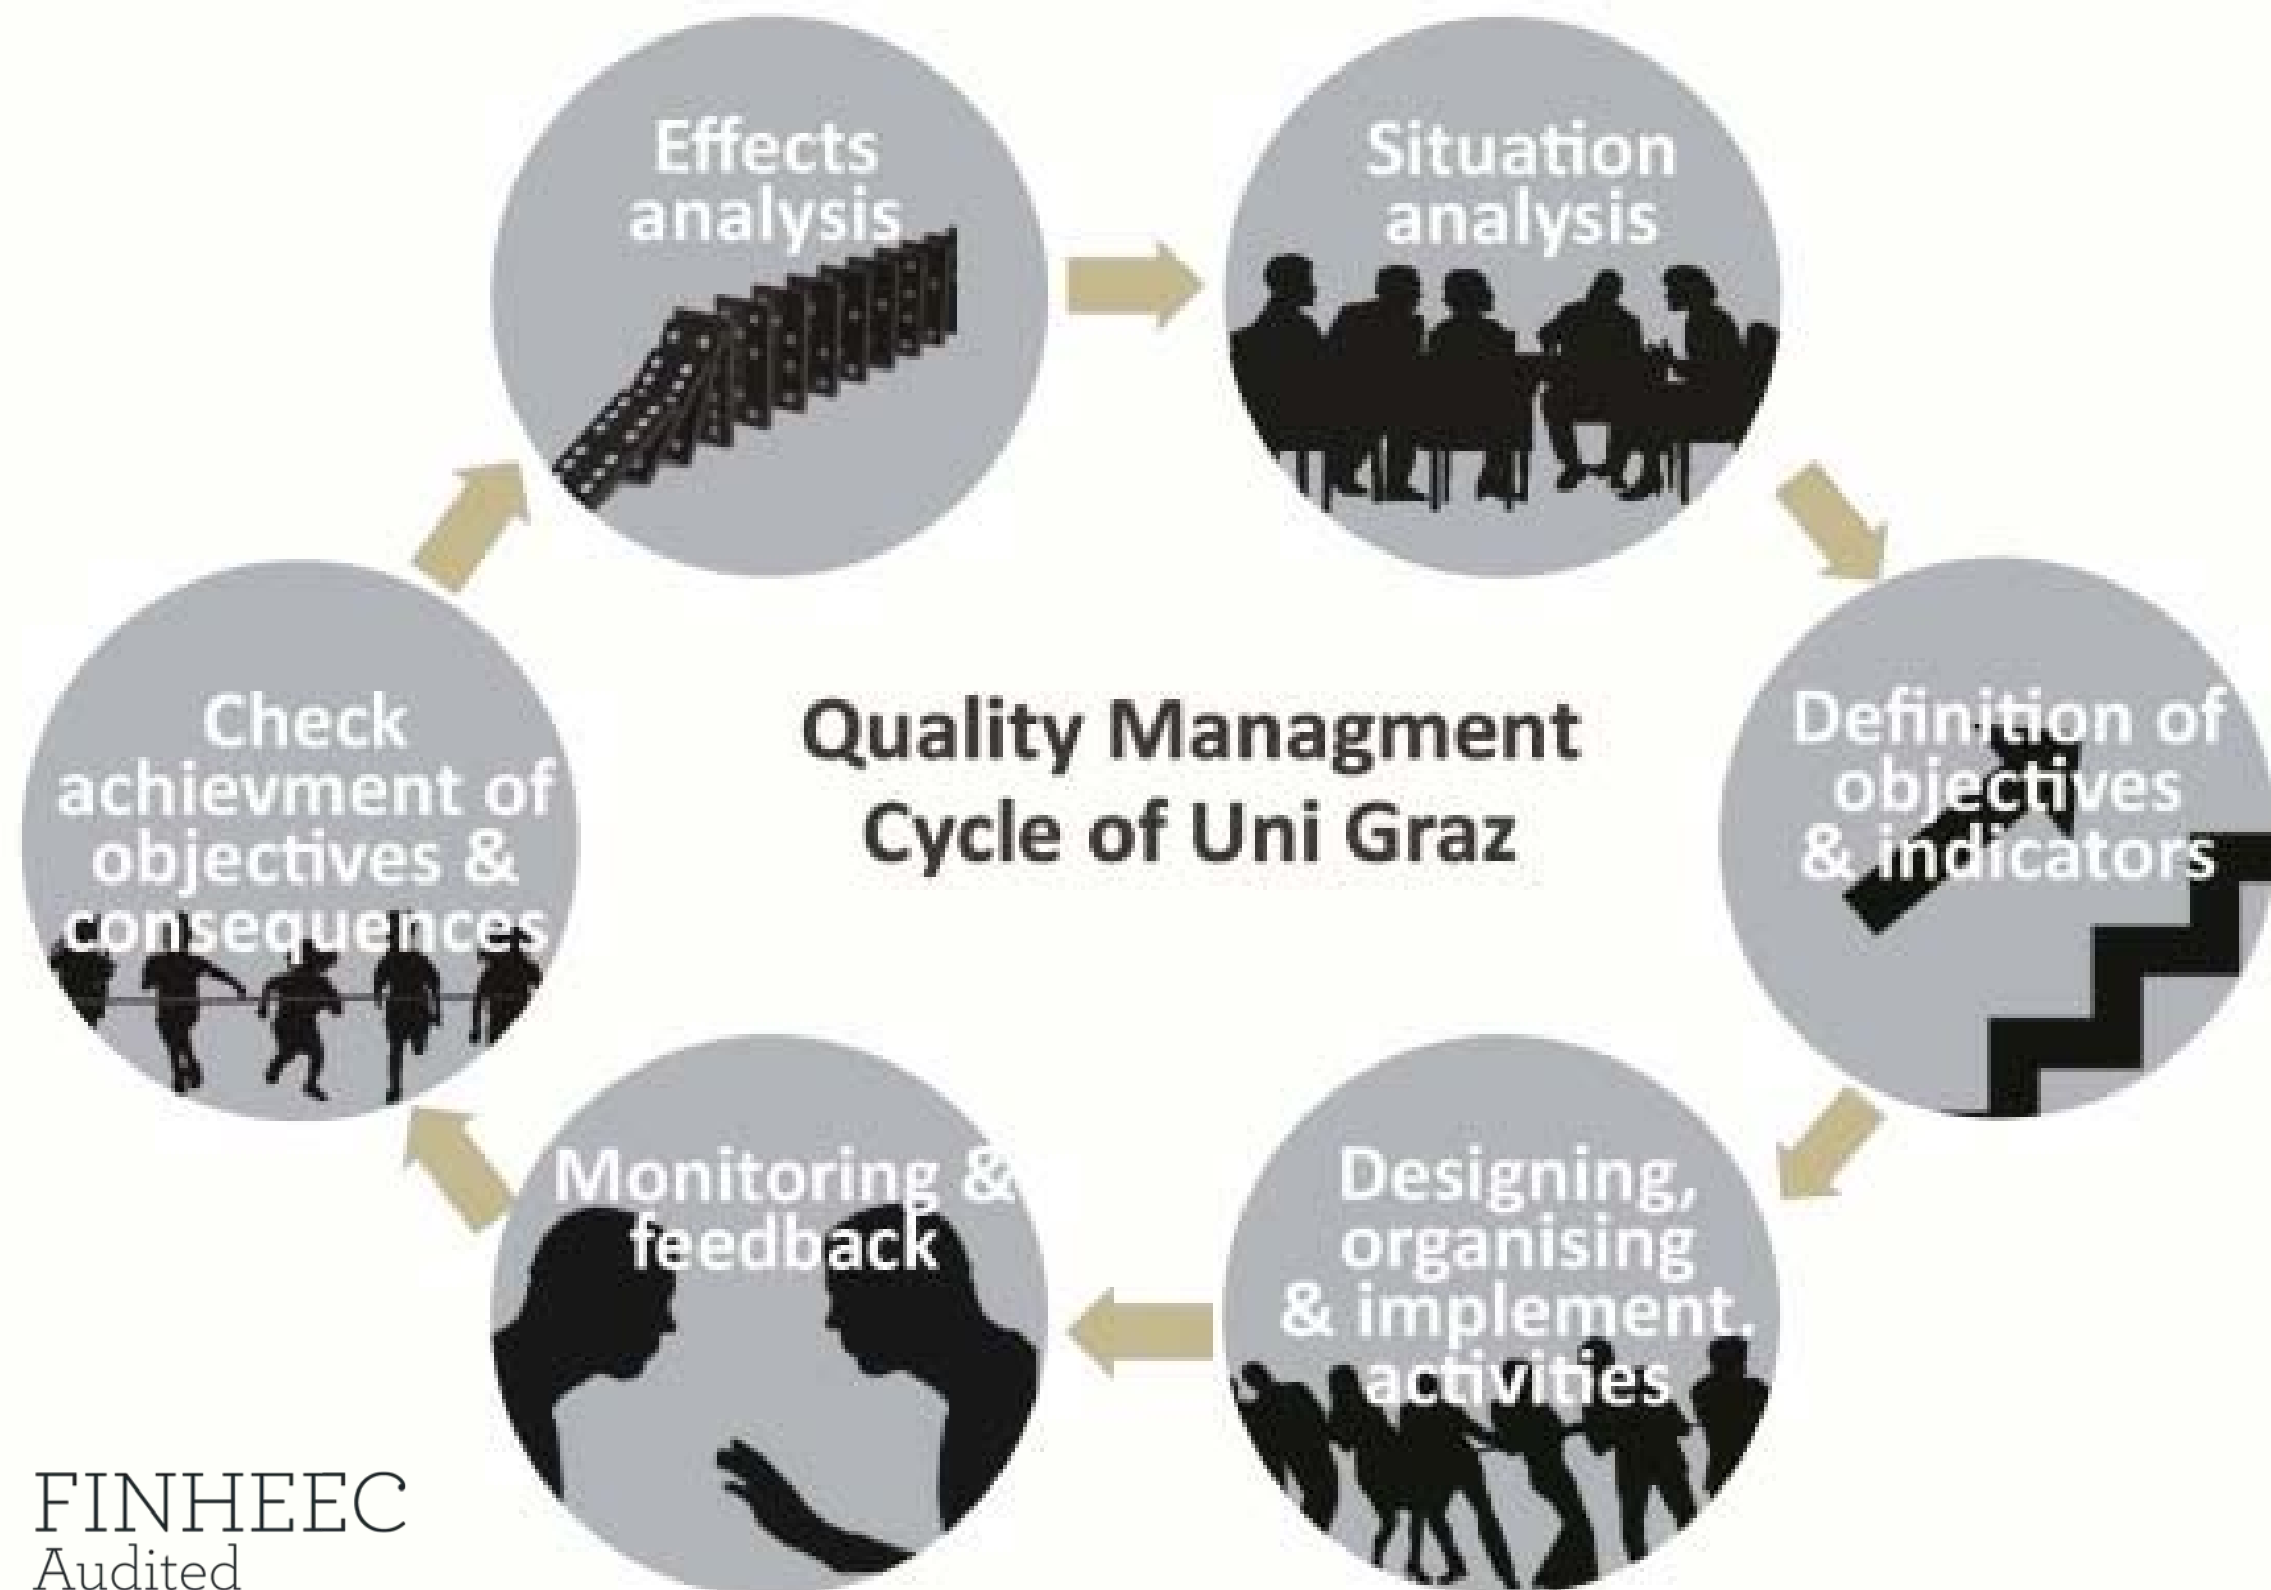 Effects
analysis
Situation
analysis
Check
achievment of
objectives &
consequences
Quality Managment
Cycle of Uni Graz
Definition of
objectives
& indicators
Monitoring &
feedback
Designing,
organising
& implement.
activities
FINHEEC
Audited